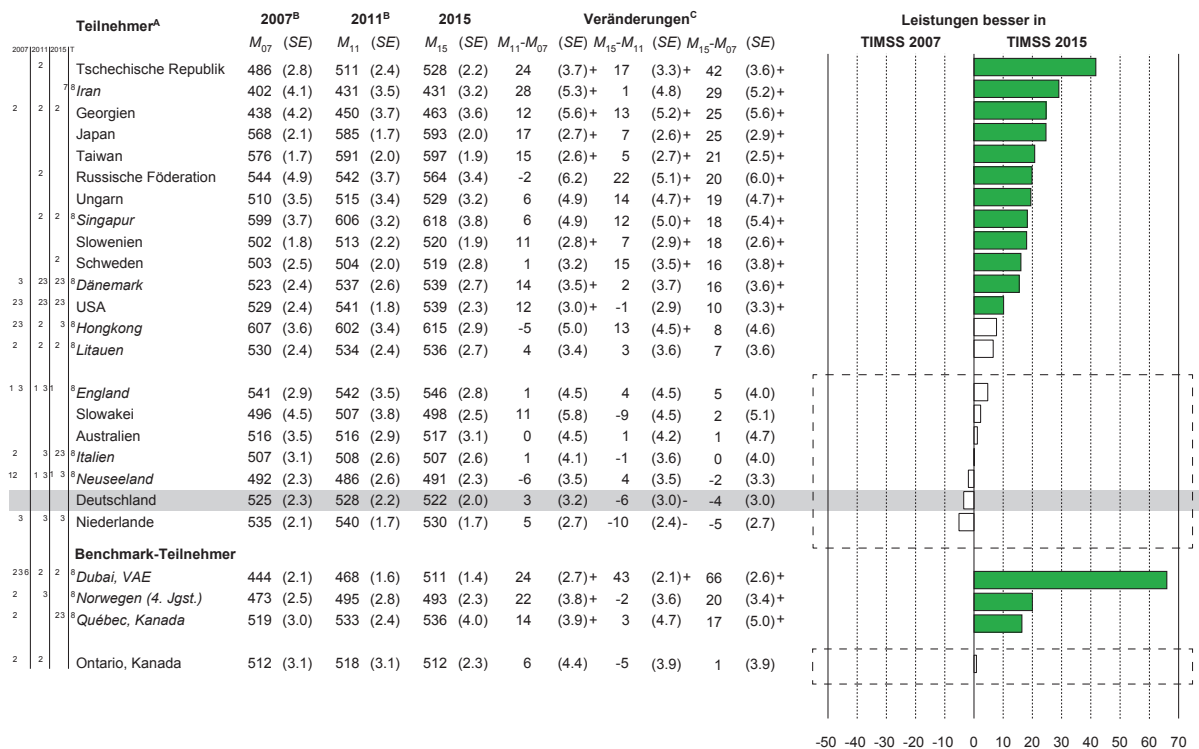 Teilnehmerᴬ 2007ᴮ 2011ᴮ 2015 Veränderungenᶜ Leistungen besser in
2007 2011 2015 T M07 (SE) M11 (SE) M15 (SE) M11-M07 (SE) M15-M11 (SE) M15-M07 (SE) TIMSS 2007 TIMSS 2015
2 Tschechische Republik 486 (2.8) 511 (2.4) 528 (2.2) 24 (3.7)+ 17 (3.3)+ 42 (3.6)+
7 8 Iran 402 (4.1) 431 (3.5) 431 (3.2) 28 (5.3)+ 1 (4.8) 29 (5.2)+
2 2 2 Georgien 438 (4.2) 450 (3.7) 463 (3.6) 12 (5.6)+ 13 (5.2)+ 25 (5.6)+
Japan 568 (2.1) 585 (1.7) 593 (2.0) 17 (2.7)+ 7 (2.6)+ 25 (2.9)+
Taiwan 576 (1.7) 591 (2.0) 597 (1.9) 15 (2.6)+ 5 (2.7)+ 21 (2.5)+
2 Russische Föderation 544 (4.9) 542 (3.7) 564 (3.4) -2 (6.2) 22 (5.1)+ 20 (6.0)+
Ungarn 510 (3.5) 515 (3.4) 529 (3.2) 6 (4.9) 14 (4.7)+ 19 (4.7)+
2 2 8 Singapur 599 (3.7) 606 (3.2) 618 (3.8) 6 (4.9) 12 (5.0)+ 18 (5.4)+
Slowenien 502 (1.8) 513 (2.2) 520 (1.9) 11 (2.8)+ 7 (2.9)+ 18 (2.6)+
2 Schweden 503 (2.5) 504 (2.0) 519 (2.8) 1 (3.2) 15 (3.5)+ 16 (3.8)+
3 23 23 8 Dänemark 523 (2.4) 537 (2.6) 539 (2.7) 14 (3.5)+ 2 (3.7) 16 (3.6)+
23 23 23 USA 529 (2.4) 541 (1.8) 539 (2.3) 12 (3.0)+ -1 (2.9) 10 (3.3)+
23 2 3 8 Hongkong 607 (3.6) 602 (3.4) 615 (2.9) -5 (5.0) 13 (4.5)+ 8 (4.6)
2 2 2 8 Litauen 530 (2.4) 534 (2.4) 536 (2.7) 4 (3.4) 3 (3.6) 7 (3.6)
1 3 1 3 1 8 England 541 (2.9) 542 (3.5) 546 (2.8) 1 (4.5) 4 (4.5) 5 (4.0)
Slowakei 496 (4.5) 507 (3.8) 498 (2.5) 11 (5.8) -9 (4.5) 2 (5.1)
Australien 516 (3.5) 516 (2.9) 517 (3.1) 0 (4.5) 1 (4.2) 1 (4.7)
2 3 23 8 Italien 507 (3.1) 508 (2.6) 507 (2.6) 1 (4.1) -1 (3.6) 0 (4.0)
12 1 3 1 3 8 Neuseeland 492 (2.3) 486 (2.6) 491 (2.3) -6 (3.5) 4 (3.5) -2 (3.3)
Deutschland 525 (2.3) 528 (2.2) 522 (2.0) 3 (3.2) -6 (3.0)- -4 (3.0)
3 3 3 Niederlande 535 (2.1) 540 (1.7) 530 (1.7) 5 (2.7) -10 (2.4)- -5 (2.7)
Benchmark-Teilnehmer
236 2 2 8 Dubai, VAE 444 (2.1) 468 (1.6) 511 (1.4) 24 (2.7)+ 43 (2.1)+ 66 (2.6)+
2 3 8 Norwegen (4. Jgst.) 473 (2.5) 495 (2.8) 493 (2.3) 22 (3.8)+ -2 (3.6) 20 (3.4)+
2 23 8 Québec, Kanada 519 (3.0) 533 (2.4) 536 (4.0) 14 (3.9)+ 3 (4.7) 17 (5.0)+
2 2 Ontario, Kanada 512 (3.1) 518 (3.1) 512 (2.3) 6 (4.4) -5 (3.9) 1 (3.9)
-50 -40 -30 -20 -10 0 10 20 30 40 50 60 70